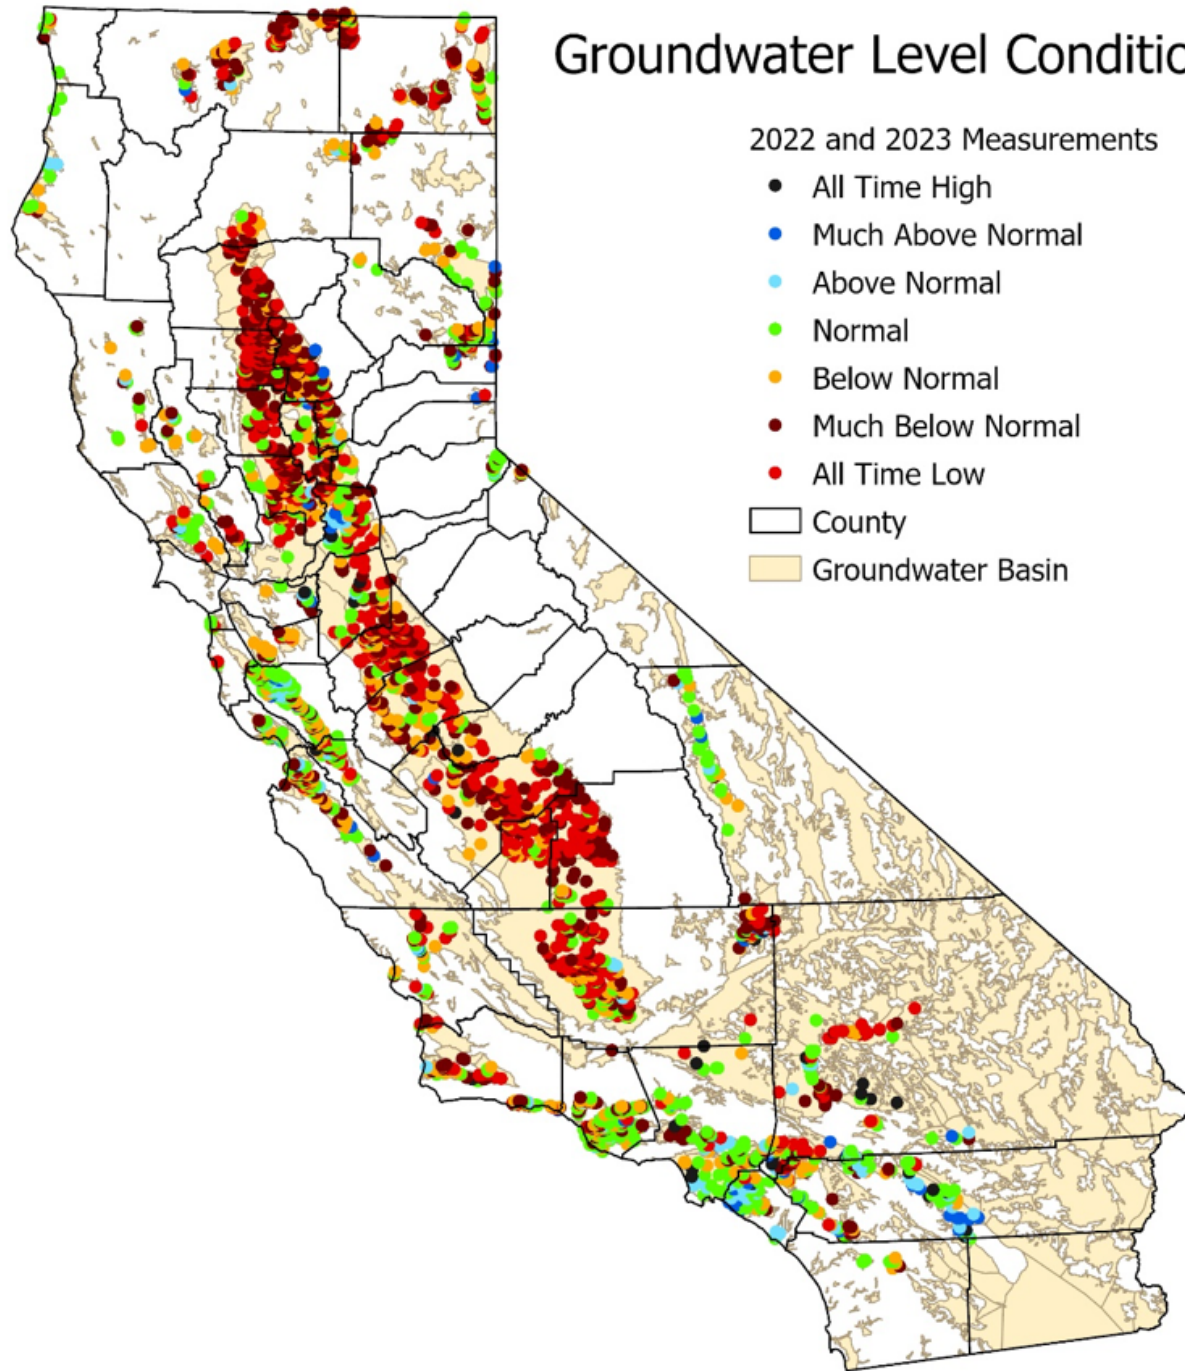 Groundwater Level Conditio
2022 and 2023 Measurements
All Time High
Much Above Normal
Above Normal
Normal
Below Normal
Much Below Normal
All Time Low
County
Groundwater Basin